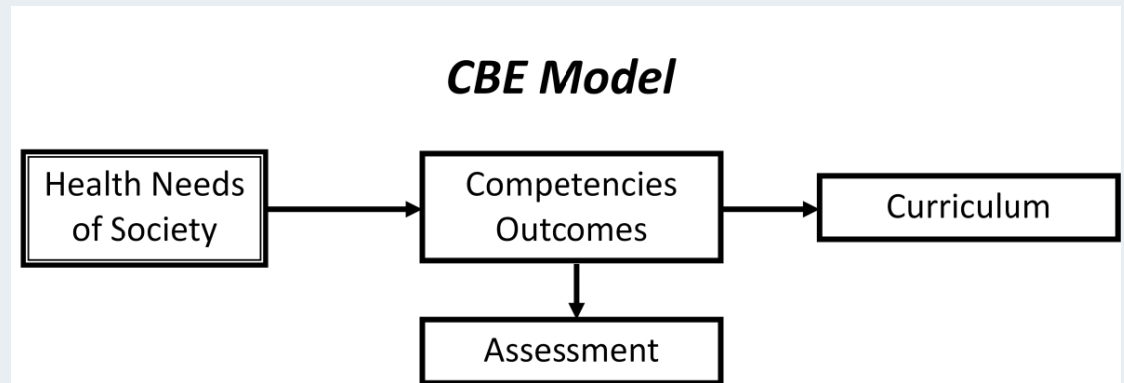 CBE Model
Health Needs
of Society
Competencies
Outcomes
Curriculum
Assessment